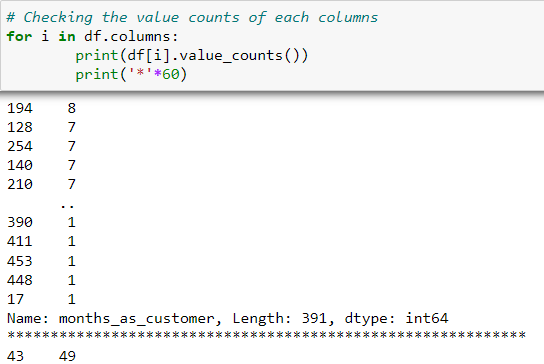 # Checking the value counts of each columns
for i in df.columns:
        print(df[i].value_counts())
        print('*'*60)
194    8
128    7
254    7
140    7
210    7
      ..
390    1
411    1
453    1
448    1
17     1
Name: months_as_customer, Length: 391, dtype: int64
************************************************************
43    49